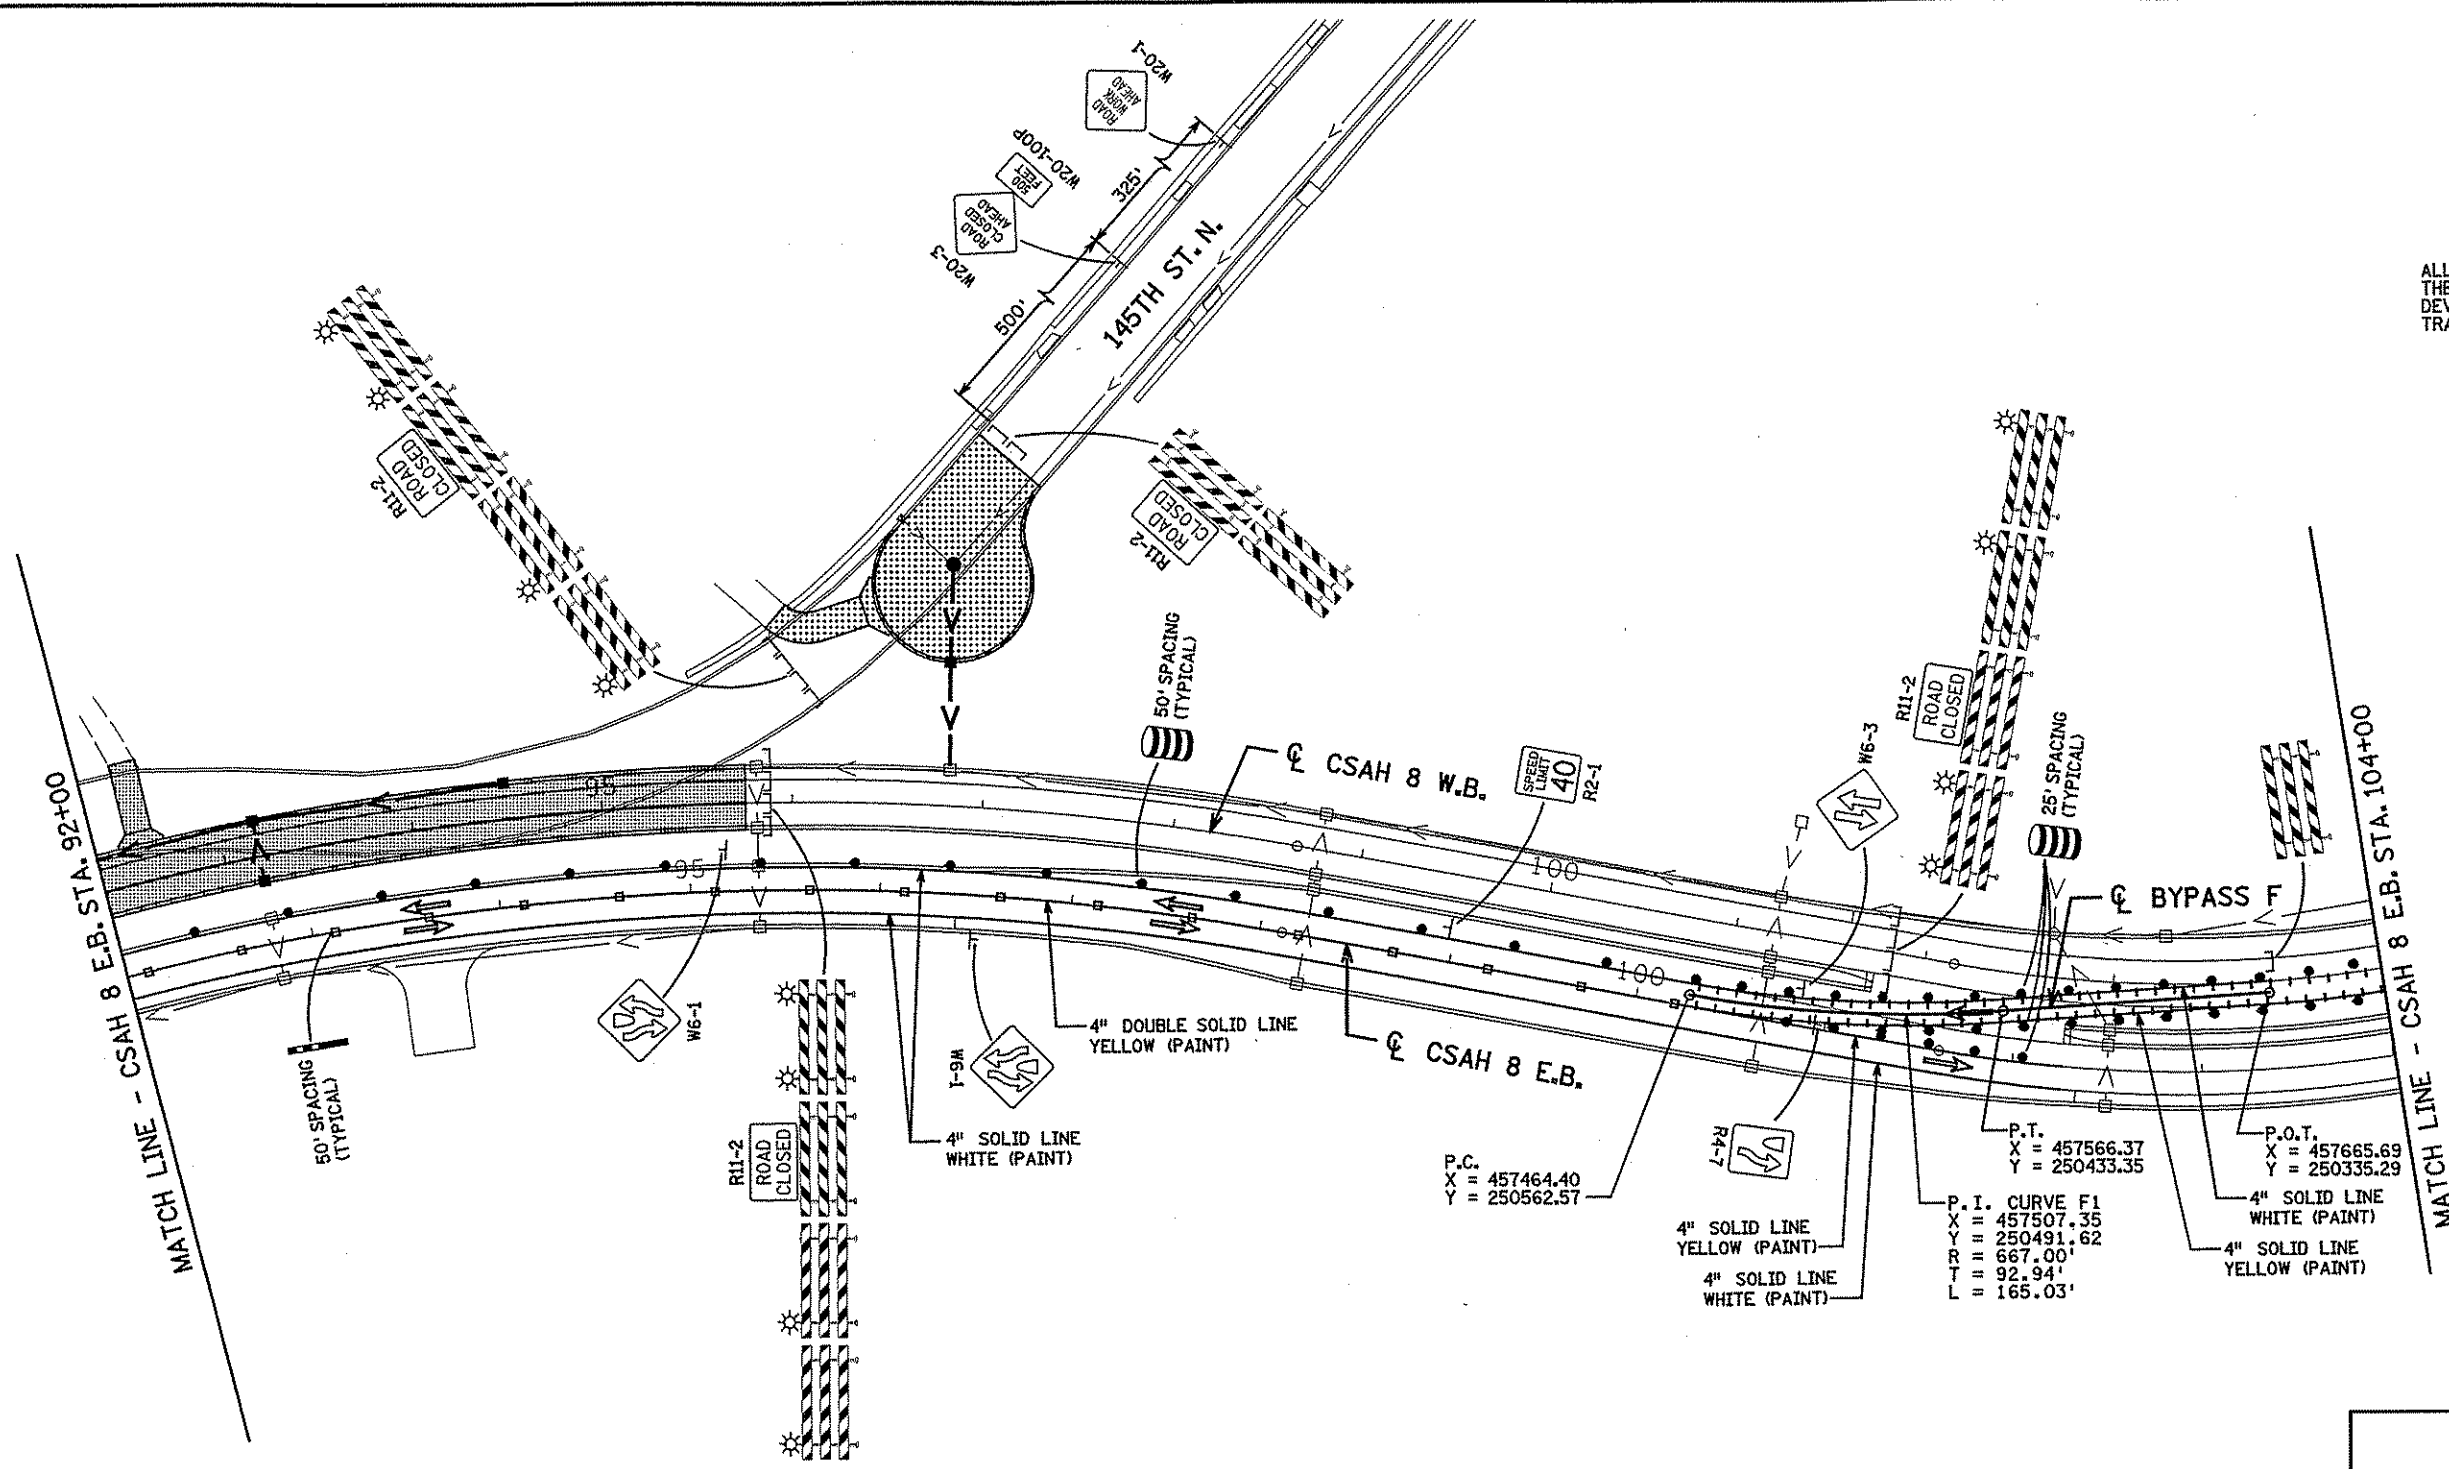 W20-1
ROAD
WORK
AHEAD
W20-100P
500
FEET
ROAD
CLOSED
AHEAD
W20-3
325'
500'
145TH ST. N.
ALL
THE
DEV
TRA
ROAD
CLOSED
R11-2
ROAD
CLOSED
R11-2
R11-2
ROAD
CLOSED
50' SPACING
(TYPICAL)
℄ CSAH 8 W.B.
SPEED
LIMIT
40
R2-1
W6-3
25' SPACING
(TYPICAL)
℄ BYPASS F
MATCH LINE - CSAH 8 E.B. STA. 92+00
MATCH LINE - CSAH 8 E.B. STA. 104+00
95
95
100
100
50' SPACING
(TYPICAL)
W6-1
W6-1
4" DOUBLE SOLID LINE
YELLOW (PAINT)
4" SOLID LINE
WHITE (PAINT)
R11-2
ROAD
CLOSED
℄ CSAH 8 E.B.
P.C.
X = 457464.40
Y = 250562.57
R4-7
4" SOLID LINE
YELLOW (PAINT)
4" SOLID LINE
WHITE (PAINT)
P.T.
X = 457566.37
Y = 250433.35
P.I. CURVE F1
X = 457507.35
Y = 250491.62
R = 667.00'
T = 92.94'
L = 165.03'
P.O.T.
X = 457665.69
Y = 250335.29
4" SOLID LINE
WHITE (PAINT)
4" SOLID LINE
YELLOW (PAINT)